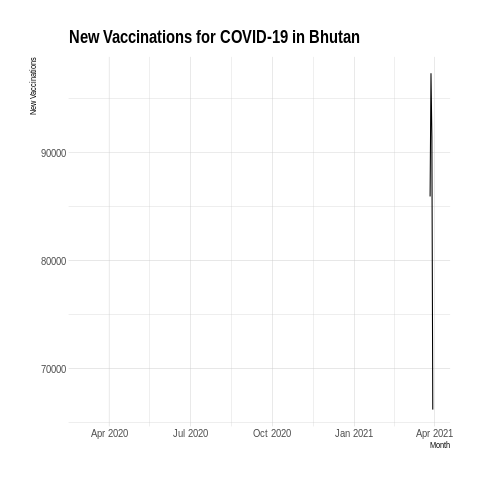 New Vaccinations for COVID-19 in Bhutan
New Vaccinations
90000
80000
70000
Apr 2020 Jul 2020 Oct 2020 Jan 2021 Apr 2021
Month